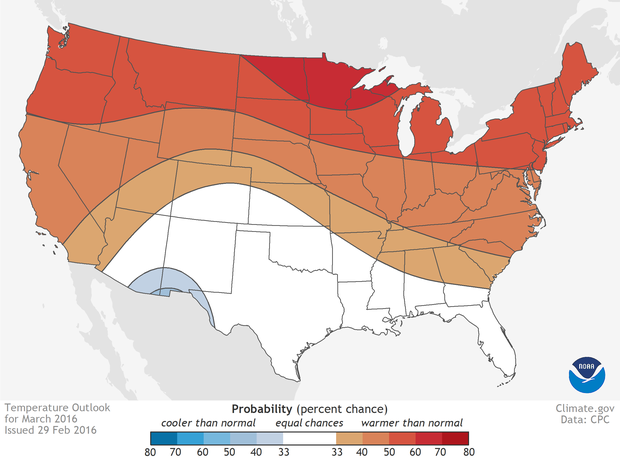 NOAA
Temperature Outlook
for March 2016
Issued 29 Feb 2016
Probability (percent chance)
cooler than normal equal chances warmer than normal
80 70 60 50 40 33 33 40 50 60 70 80
Climate.gov
Data: CPC